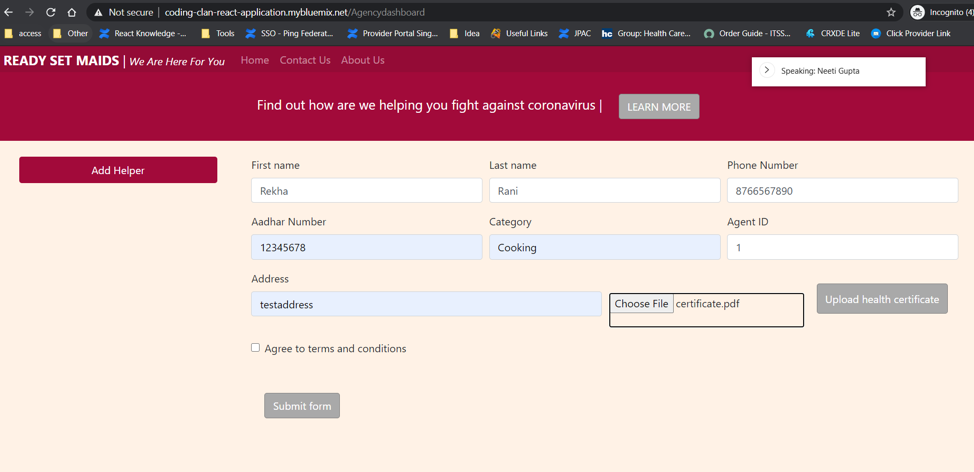 Not secure | coding-clan-react-application.mybluemix.net/Agencydashboard Incognito (4)
access Other React Knowledge -... Tools SSO - Ping Federat... Provider Portal Sing... Idea Useful Links JPAC hc Group: Health Care... Order Guide - ITSS... CRXDE Lite Click Provider Link
READY SET MAIDS | We Are Here For You Home Contact Us About Us
Speaking: Neeti Gupta
Find out how are we helping you fight against coronavirus | LEARN MORE
Add Helper
First name Last name Phone Number
Rekha Rani 8766567890
Aadhar Number Category Agent ID
12345678 Cooking 1
Address
testaddress Choose File certificate.pdf Upload health certificate
Agree to terms and conditions
Submit form